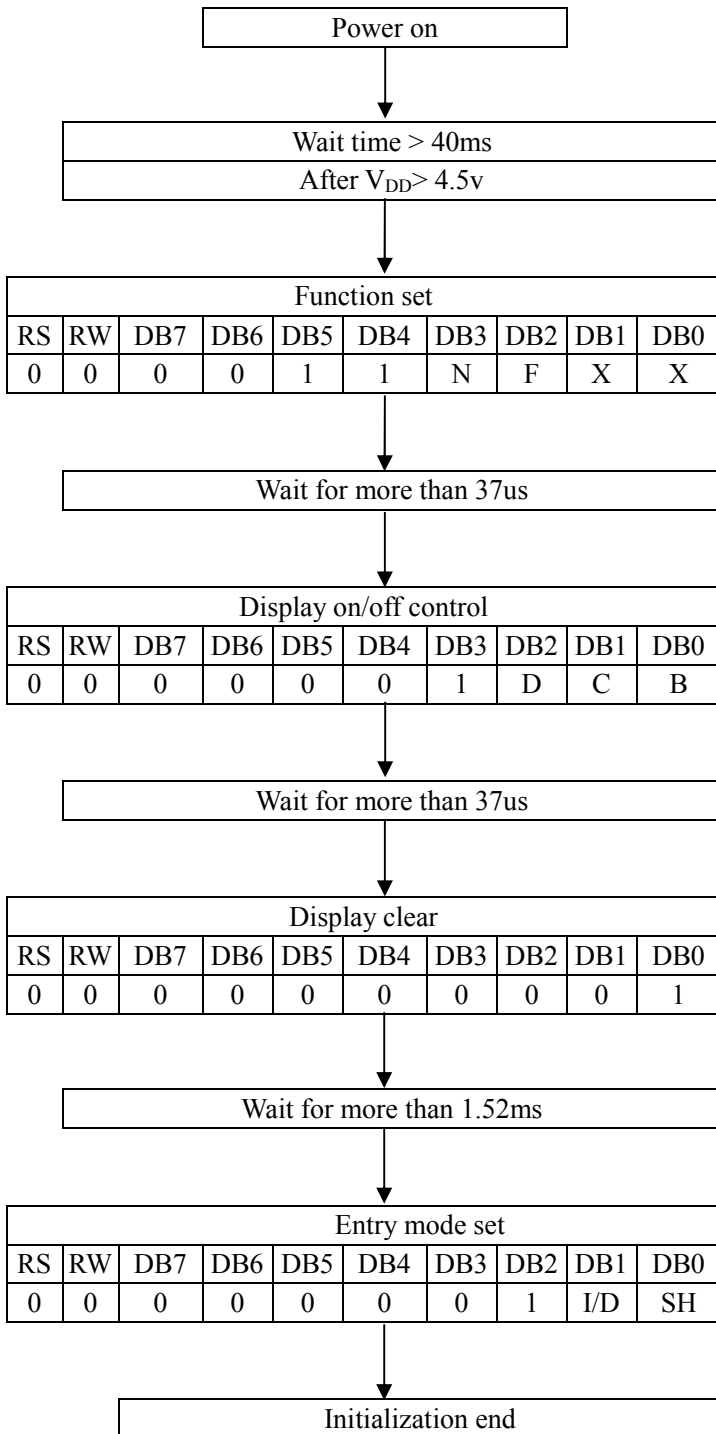 Power on
Wait time > 40ms
After VDD> 4.5v
Function set
RS RW DB7 DB6 DB5 DB4 DB3 DB2 DB1 DB0
0 0 0 0 1 1 N F X X
Wait for more than 37us
Display on/off control
RS RW DB7 DB6 DB5 DB4 DB3 DB2 DB1 DB0
0 0 0 0 0 0 1 D C B
Wait for more than 37us
Display clear
RS RW DB7 DB6 DB5 DB4 DB3 DB2 DB1 DB0
0 0 0 0 0 0 0 0 0 1
Wait for more than 1.52ms
Entry mode set
RS RW DB7 DB6 DB5 DB4 DB3 DB2 DB1 DB0
0 0 0 0 0 0 0 1 I/D SH
Initialization end